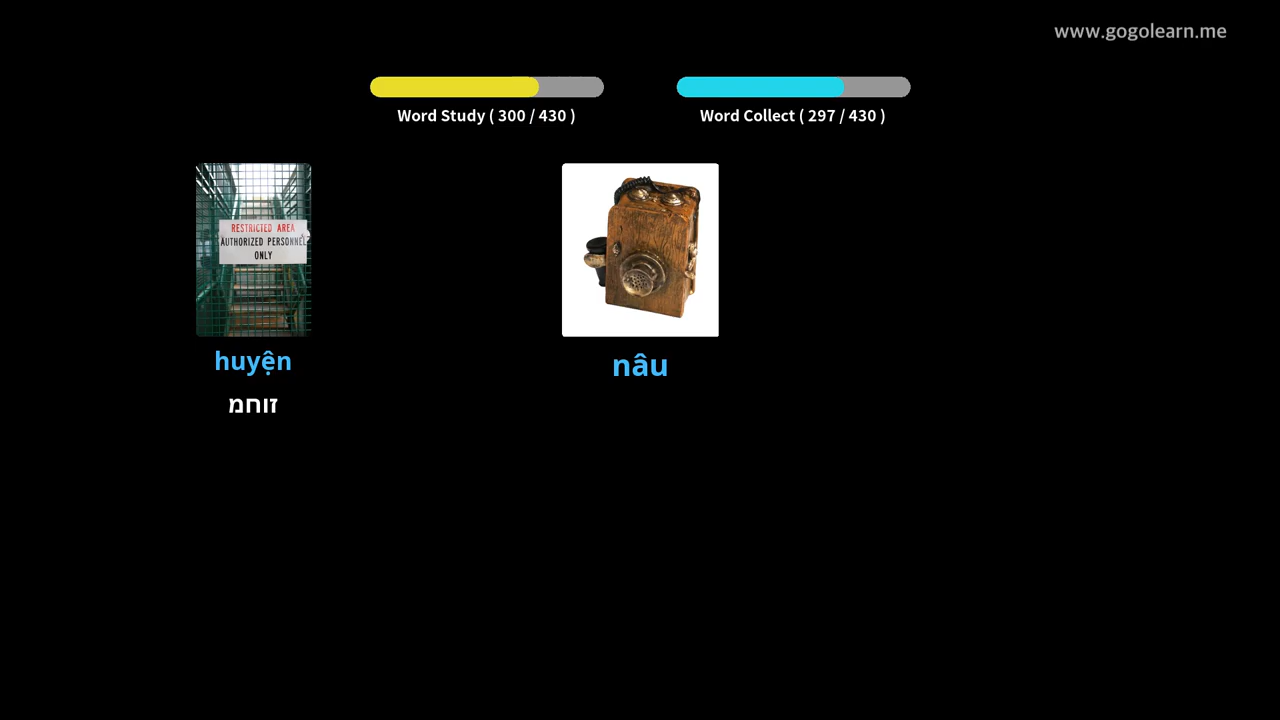 www.gogolearn.me
Word Study ( 300 / 430 )
Word Collect ( 297 / 430 )
RESTRICTED AREA
AUTHORIZED PERSONNEL
ONLY
huyện
זוחמ
nâu